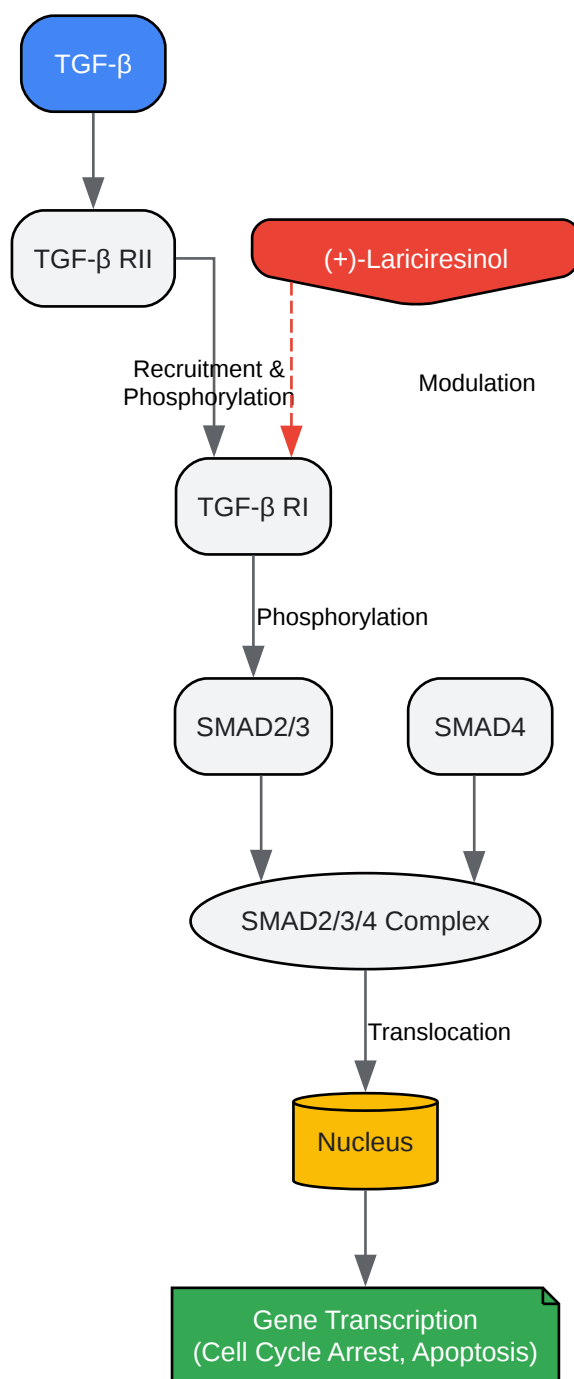 TGF-β
TGF-β RII
(+)-Lariciresinol
Recruitment &
Phosphorylation
Modulation
TGF-β RI
Phosphorylation
SMAD2/3
SMAD4
SMAD2/3/4 Complex
Translocation
Nucleus
Gene Transcription
(Cell Cycle Arrest, Apoptosis)